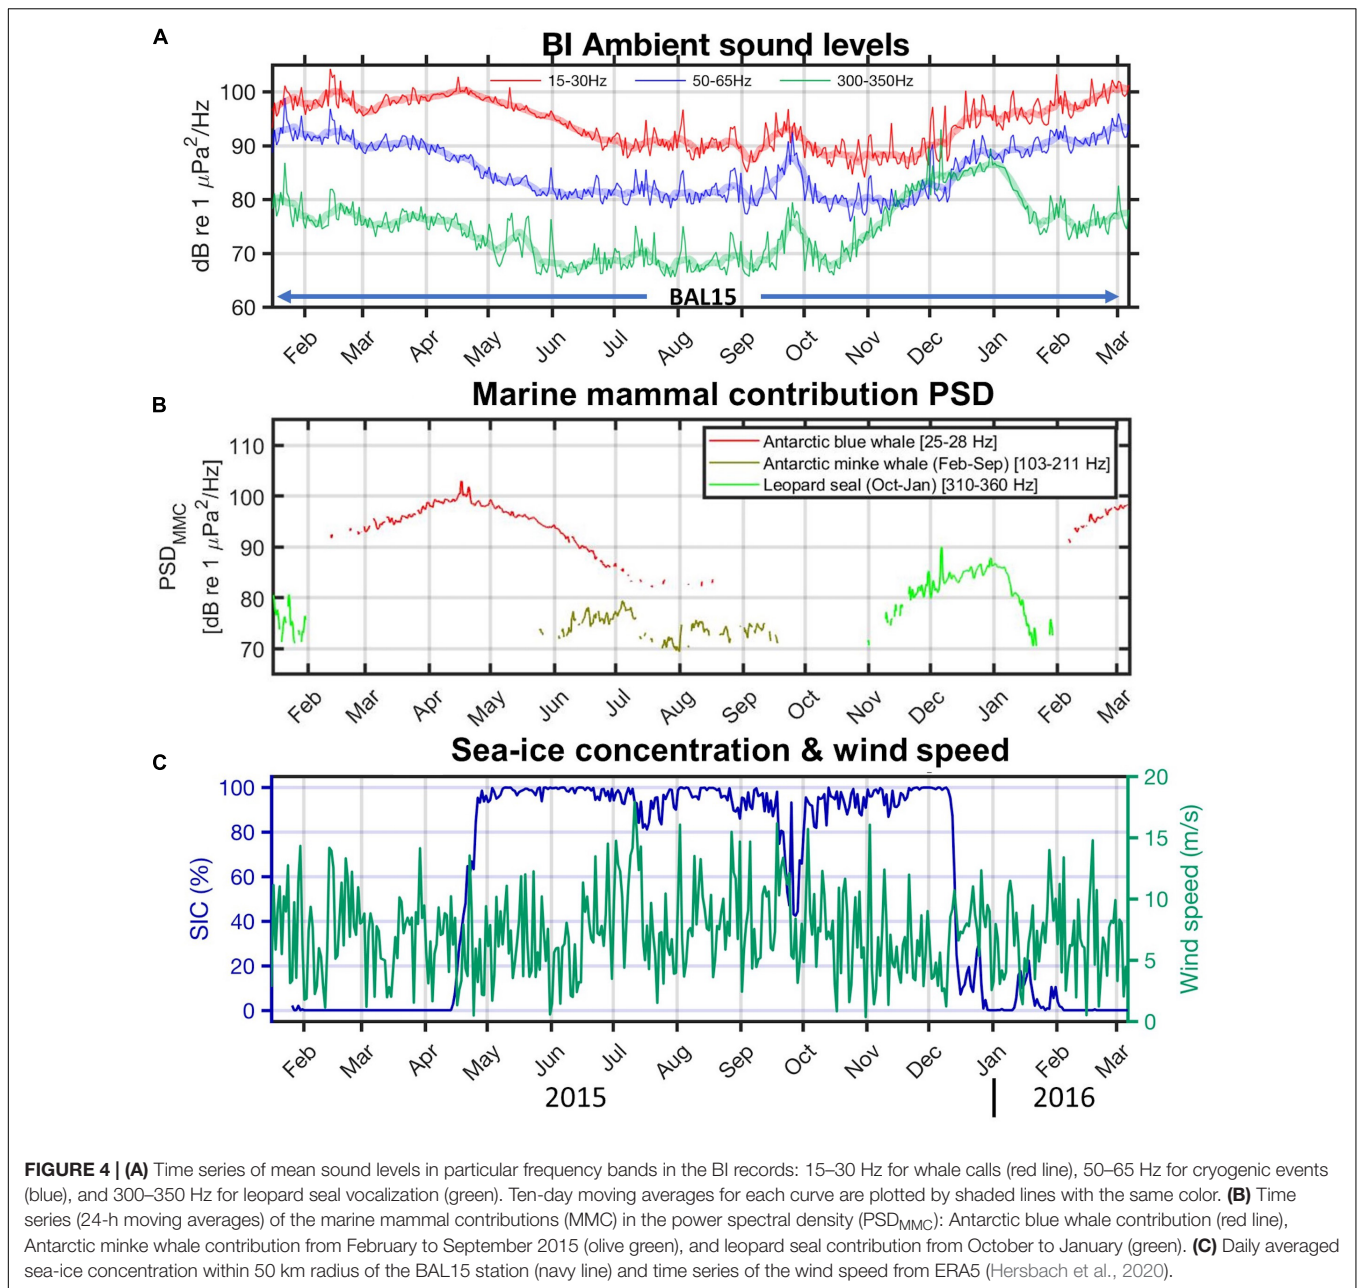 A
BI Ambient sound levels
15-30Hz
50-65Hz
300-350Hz
dB re 1 µPa²/Hz
100
90
80
70
60
BAL15
Feb
Mar
Apr
May
Jun
Jul
Aug
Sep
Oct
Nov
Dec
Jan
Feb
Mar
B
Marine mammal contribution PSD
Antarctic blue whale [25-28 Hz]
Antarctic minke whale (Feb-Sep) [103-211 Hz]
Leopard seal (Oct-Jan) [310-360 Hz]
PSD_MMC
[dB re 1 µPa²/Hz]
110
100
90
80
70
Feb
Mar
Apr
May
Jun
Jul
Aug
Sep
Oct
Nov
Dec
Jan
Feb
Mar
C
Sea-ice concentration & wind speed
SIC (%)
100
80
60
40
20
0
20
15
10
5
0
Wind speed (m/s)
Feb
Mar
Apr
May
Jun
Jul
Aug
Sep
Oct
Nov
Dec
Jan
Feb
Mar
2015
2016
FIGURE 4 | (A) Time series of mean sound levels in particular frequency bands in the BI records: 15–30 Hz for whale calls (red line), 50–65 Hz for cryogenic events
(blue), and 300–350 Hz for leopard seal vocalization (green). Ten-day moving averages for each curve are plotted by shaded lines with the same color. (B) Time
series (24-h moving averages) of the marine mammal contributions (MMC) in the power spectral density (PSD_MMC): Antarctic blue whale contribution (red line),
Antarctic minke whale contribution from February to September 2015 (olive green), and leopard seal contribution from October to January (green). (C) Daily averaged
sea-ice concentration within 50 km radius of the BAL15 station (navy line) and time series of the wind speed from ERA5 (Hersbach et al., 2020).